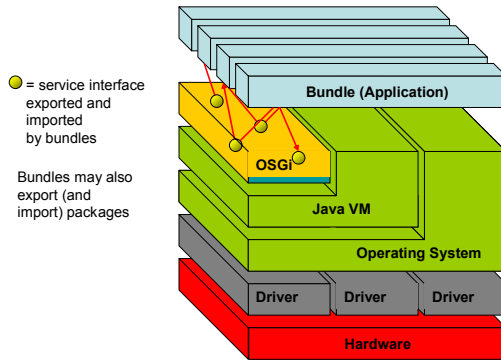 = service interface
exported and
imported
by bundles
Bundles may also
export (and
import) packages
Bundle (Application)
OSGi
Java VM
Operating System
Driver Driver Driver
Hardware